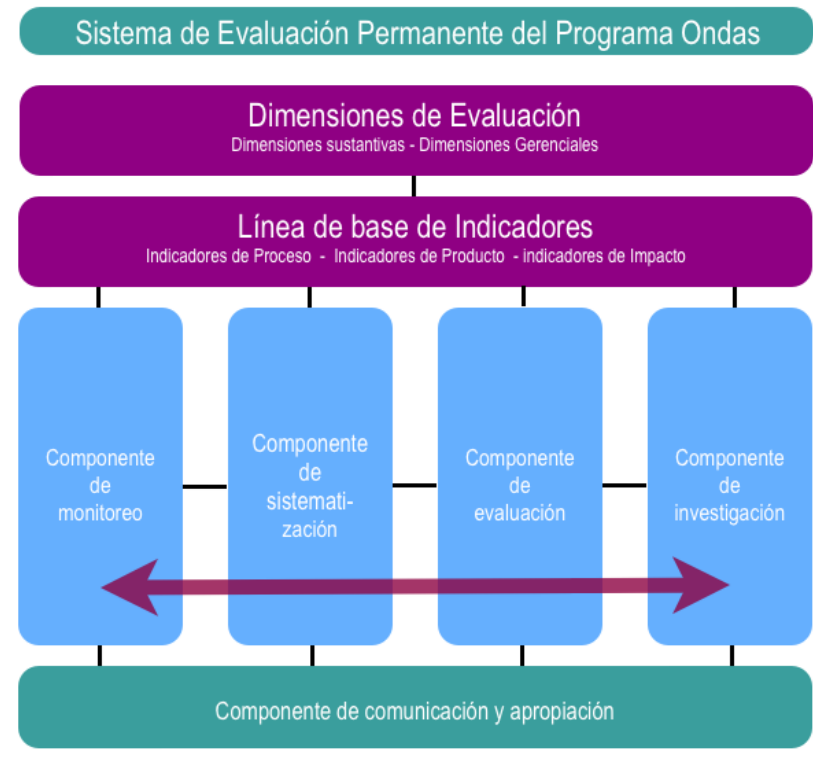 Sistema de Evaluación Permanente del Programa Ondas
Dimensiones de Evaluación
Dimensiones sustantivas - Dimensiones Gerenciales
Línea de base de Indicadores
Indicadores de Proceso - Indicadores de Producto - indicadores de Impacto
Componente
de
monitoreo
Componente
de
sistemati-
zación
Componente
de
evaluación
Componente
de
investigación
Componente de comunicación y apropiación